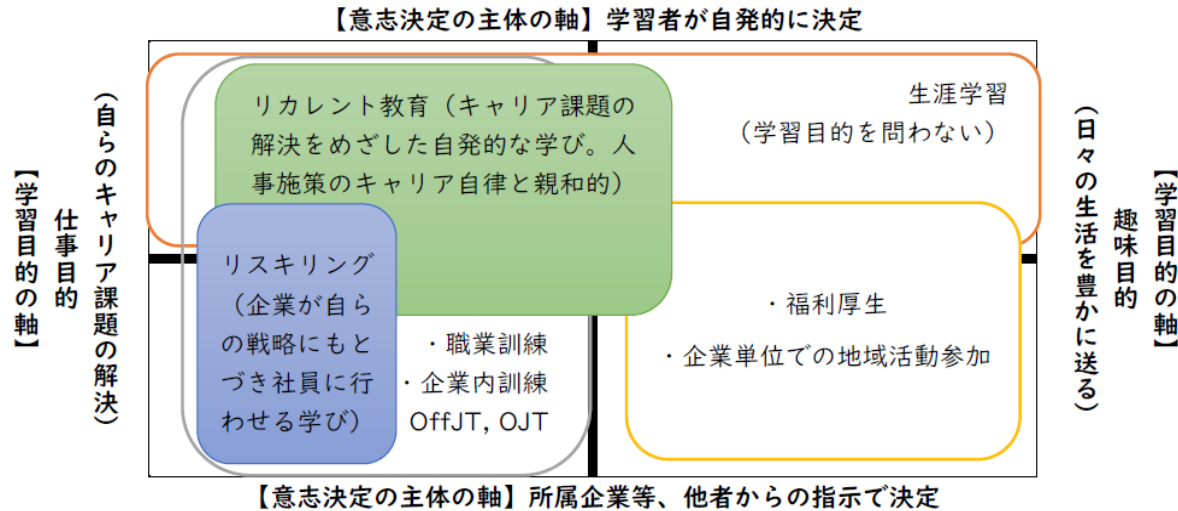 【意志決定の主体の軸】学習者が自発的に決定
【学習目的の軸】
仕事目的
（自らのキャリア課題の解決）
リカレント教育（キャリア課題の
解決をめざした自発的な学び。人
事施策のキャリア自律と親和的）
生涯学習
（学習目的を問わない）
リスキリング
（企業が自ら
の戦略にもと
づき社員に行
わせる学び）
・職業訓練
・企業内訓練
OffJT, OJT
・福利厚生
・企業単位での地域活動参加
【学習目的の軸】
趣味目的
（日々の生活を豊かに送る）
【意志決定の主体の軸】所属企業等、他者からの指示で決定